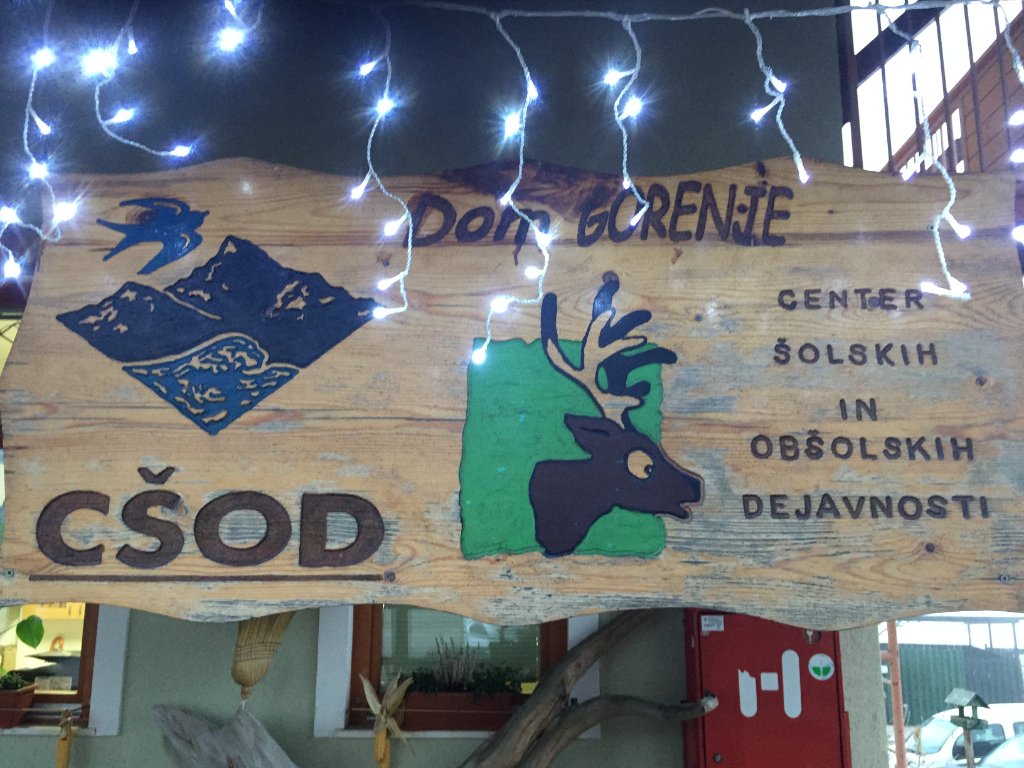 Dom GORENJE
CENTER
ŠOLSKIH
IN
OBŠOLSKIH
DEJAVNOSTI
CŠOD
H